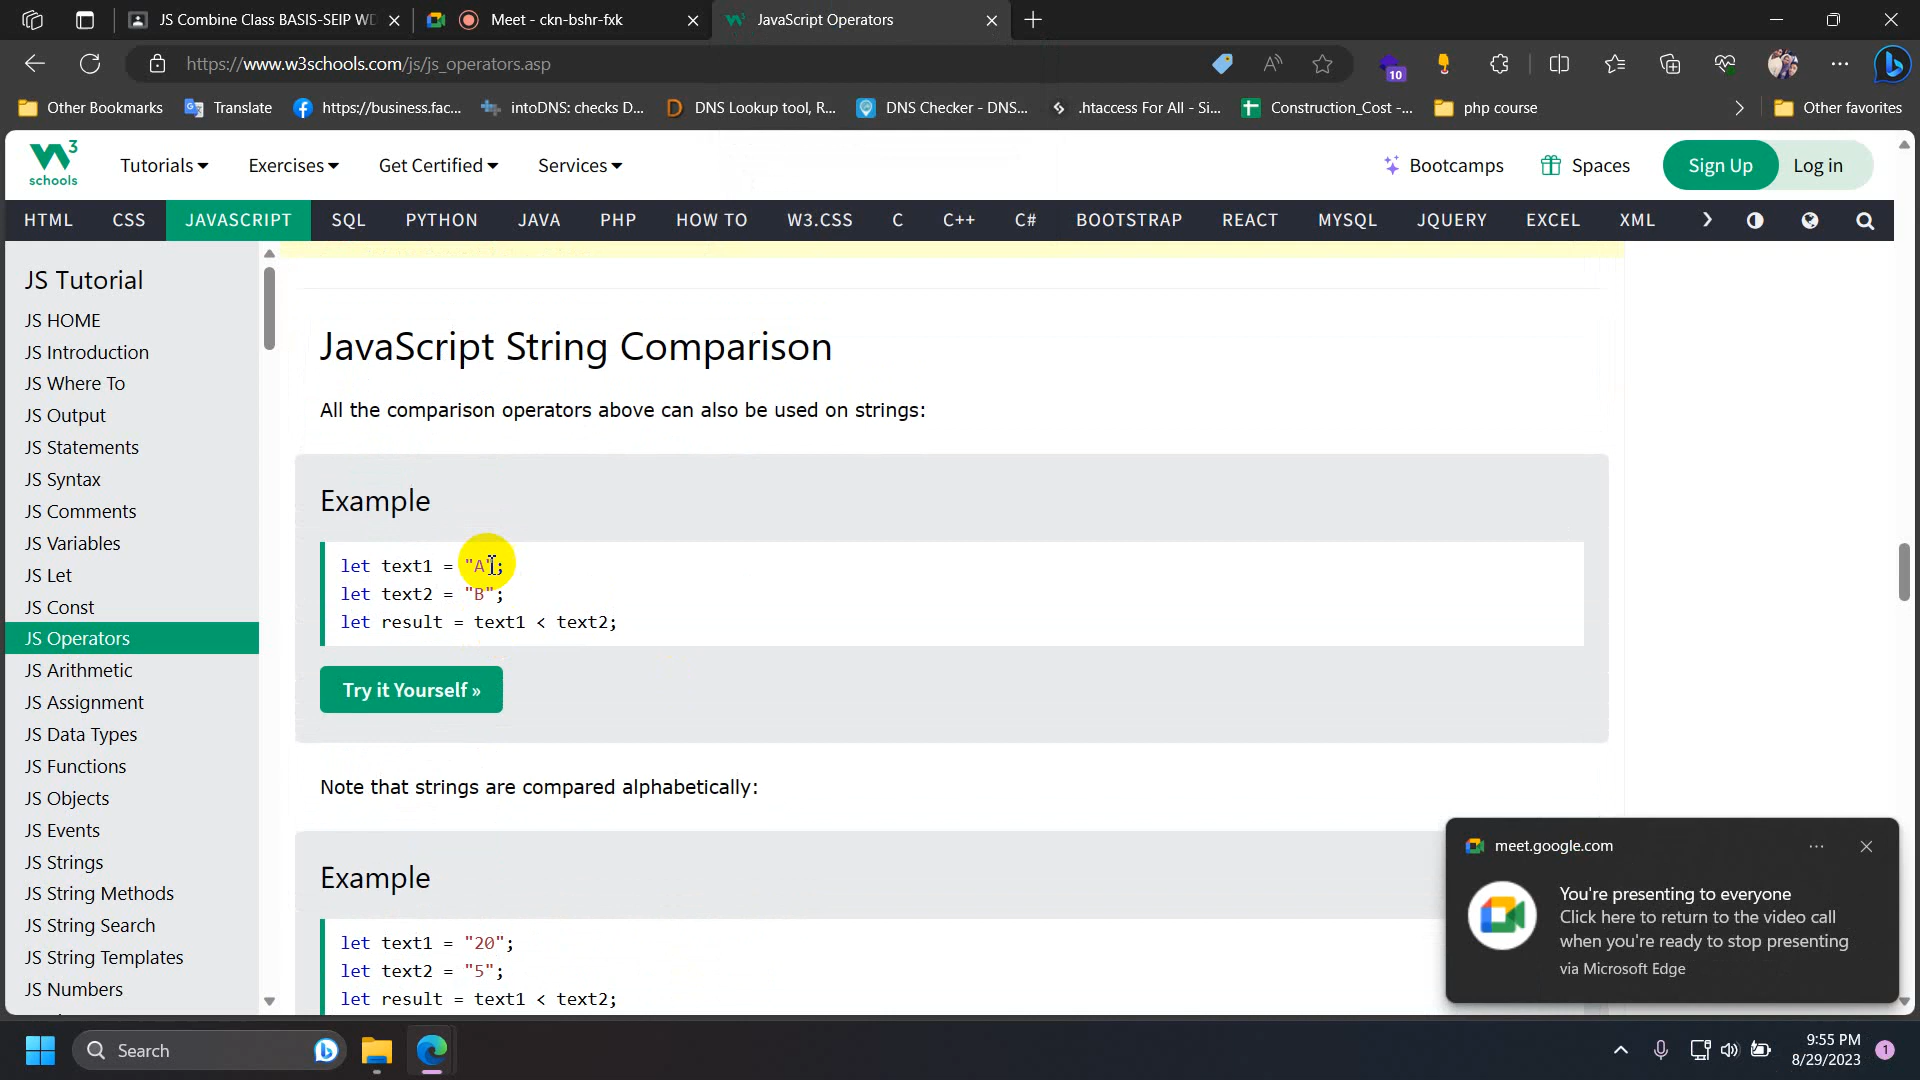 JS Combine Class BASIS-SEIP WD
Meet - ckn-bshr-fxk
JavaScript Operators
https://www.w3schools.com/js/js_operators.asp
10
Other Bookmarks
Translate
https://business.fac...
intoDNS: checks D...
DNS Lookup tool, R...
DNS Checker - DNS...
.htaccess For All - Si...
Construction_Cost -...
php course
Other favorites
W3 schools
Tutorials
Exercises
Get Certified
Services
Bootcamps
Spaces
Sign Up
Log in
HTML
CSS
JAVASCRIPT
SQL
PYTHON
JAVA
PHP
HOW TO
W3.CSS
C
C++
C#
BOOTSTRAP
REACT
MYSQL
JQUERY
EXCEL
XML
JS Tutorial
JS HOME
JS Introduction
JS Where To
JS Output
JS Statements
JS Syntax
JS Comments
JS Variables
JS Let
JS Const
JS Operators
JS Arithmetic
JS Assignment
JS Data Types
JS Functions
JS Objects
JS Events
JS Strings
JS String Methods
JS String Search
JS String Templates
JS Numbers
JavaScript String Comparison
All the comparison operators above can also be used on strings:
Example
let text1 = "A";
let text2 = "B";
let result = text1 < text2;
Try it Yourself »
Note that strings are compared alphabetically:
Example
let text1 = "20";
let text2 = "5";
let result = text1 < text2;
meet.google.com
You're presenting to everyone
Click here to return to the video call
when you're ready to stop presenting
via Microsoft Edge
Search
9:55 PM
8/29/2023
1